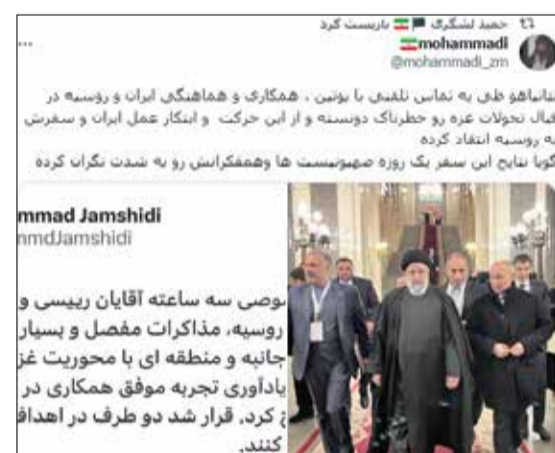 حمید لشگری بازپست کرد
mohammadi
@mohammadi_zm
نتانیاهو طی یه تماس تلفنی با پوتین ، همکاری و هماهنگی ایران و روسیه در
قبال تحولات غزه رو خطرناک دونسته و از این حرکت و ابتکار عمل ایران و سفرش
به روسیه انتقاد کرده
گویا نتایج این سفر یک روزه صهیونیست ها وهمفکرانش رو به شدت نگران کرده
mmad Jamshidi
mmdJamshidi
وصی سه ساعته آقایان رییسی و
روسیه، مذاکرات مفصل و بسیار
جانبه و منطقه ای با محوریت غز
یادآوری تجربه موفق همکاری در
کرد. قرار شد دو طرف در اهداف
کنند.